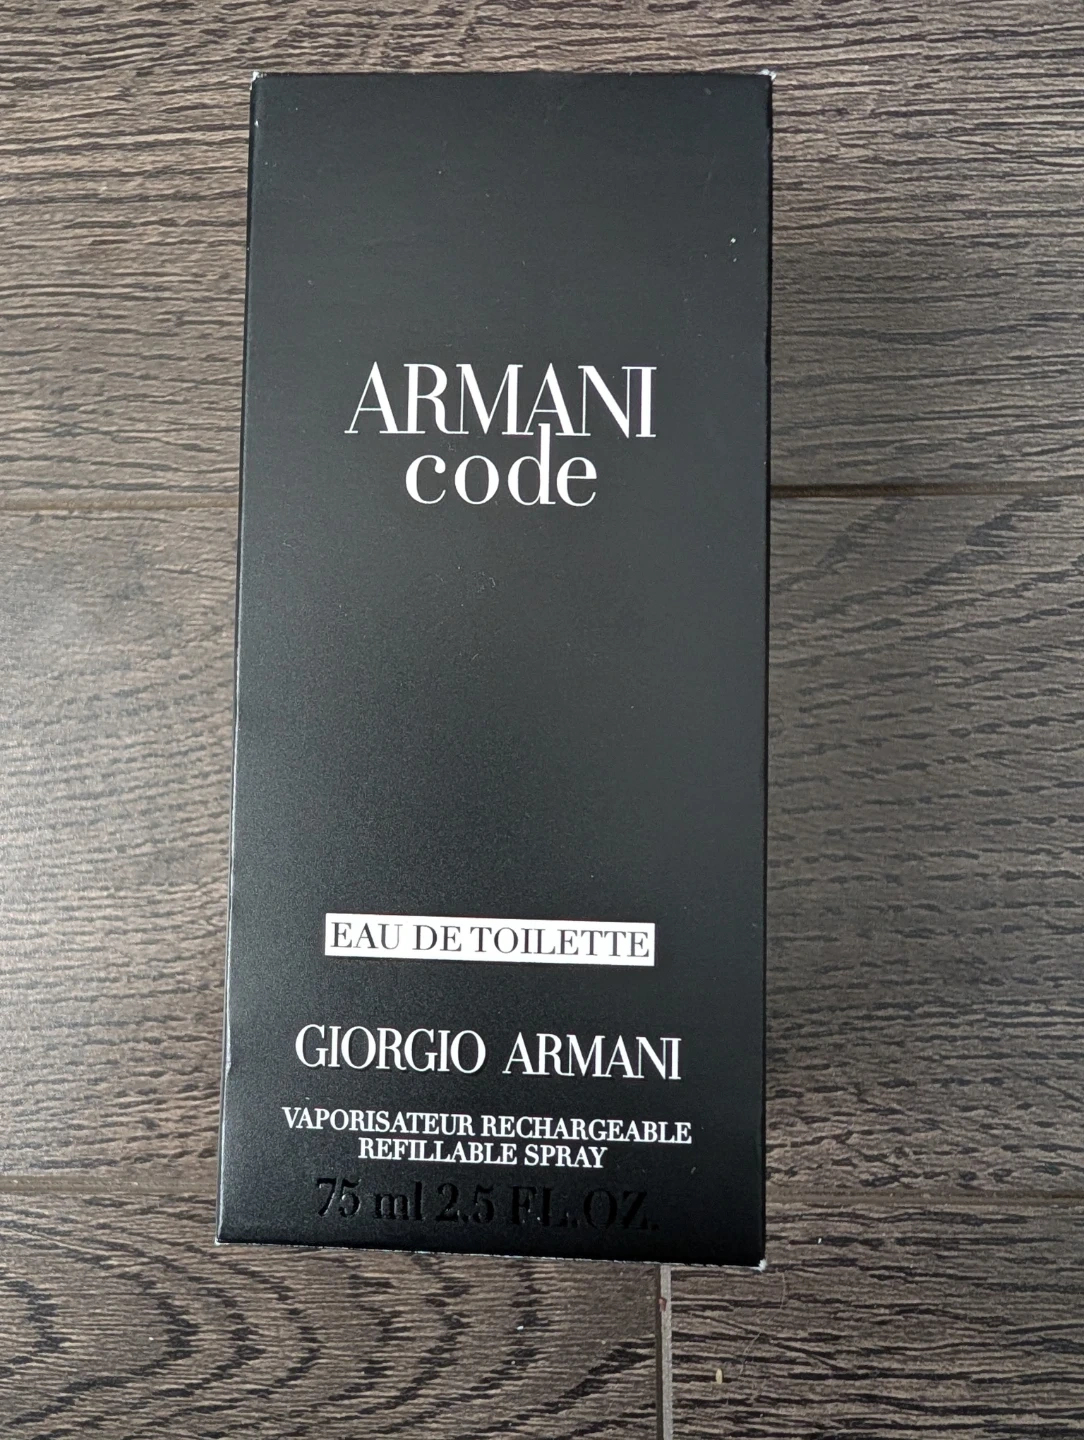 ARMANI
code
EAU DE TOILETTE
GIORGIO ARMANI
VAPORISATEUR RECHARGEABLE
REFILLABLE SPRAY
75 ml 2.5 FL.OZ.